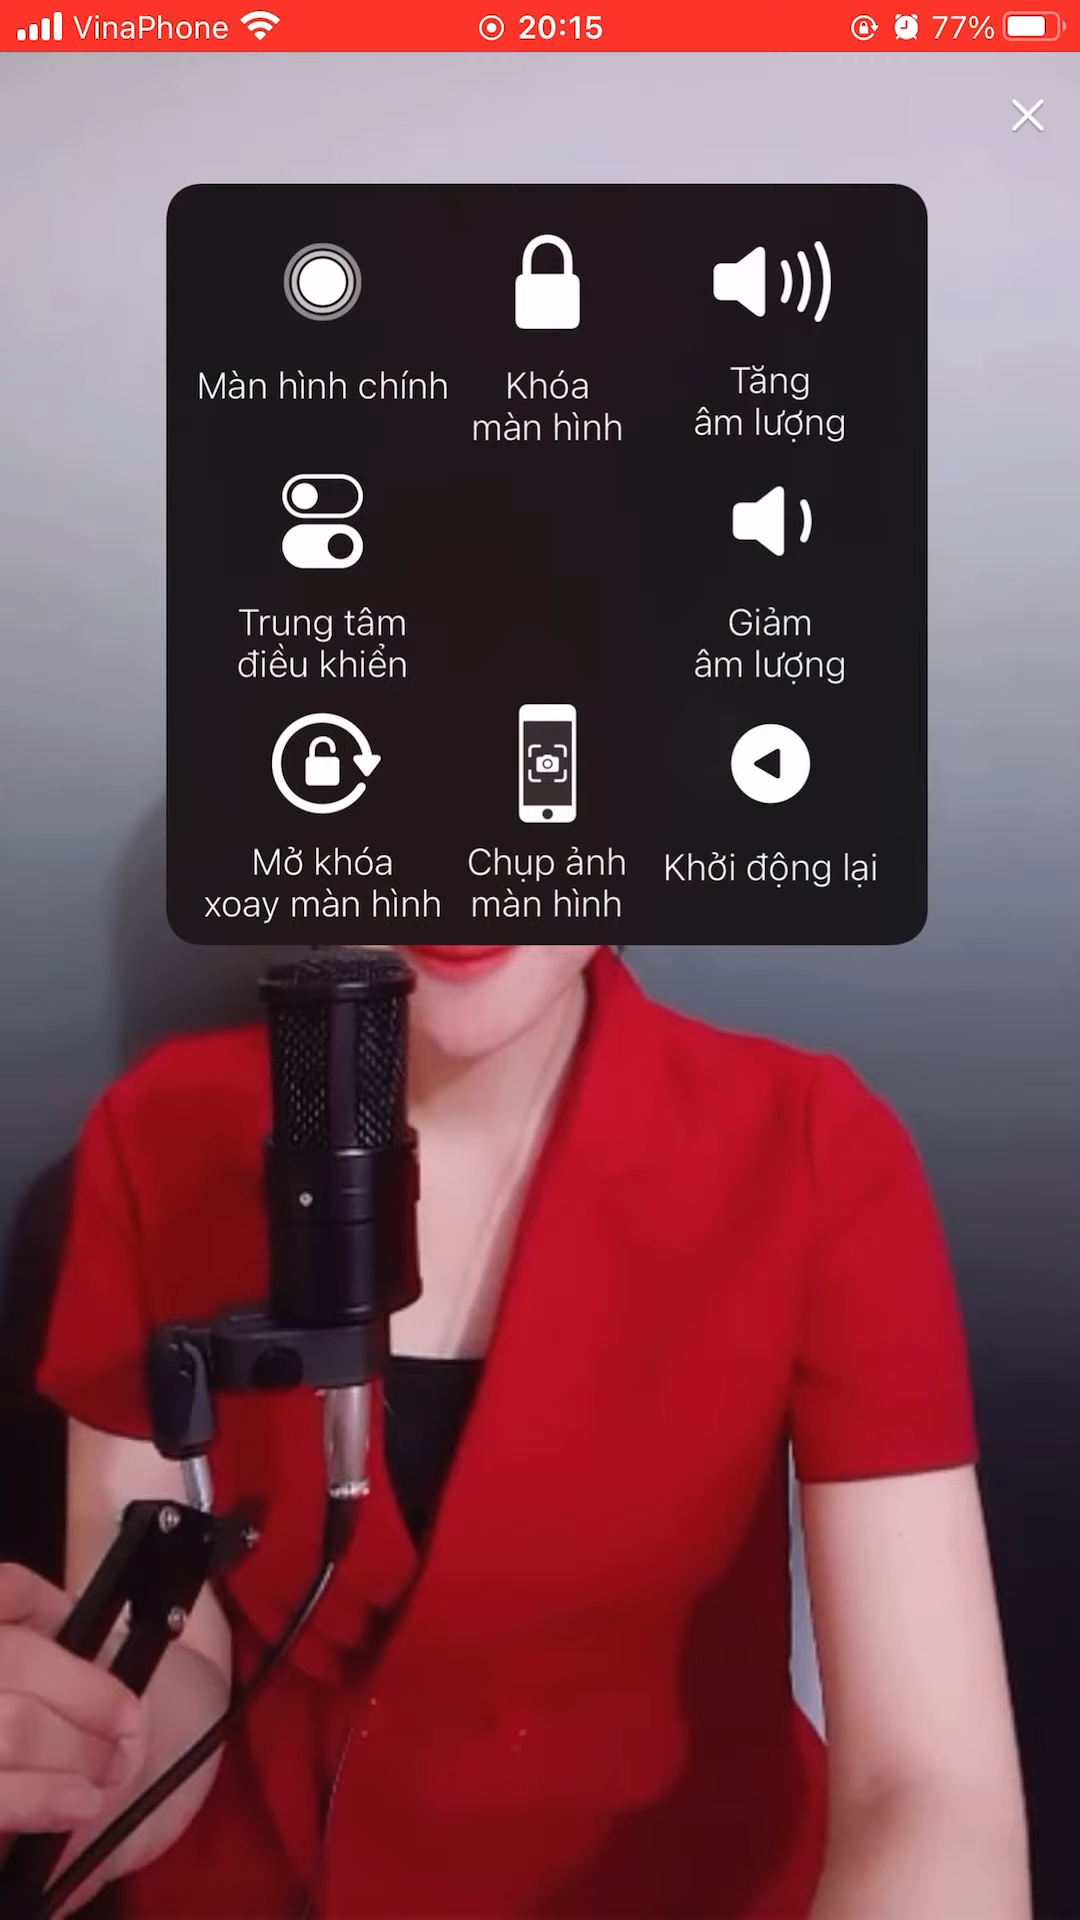 VinaPhone 20:15 77%
Màn hình chính
Khóa
màn hình
Tăng
âm lượng
Trung tâm
điều khiển
Giảm
âm lượng
Mở khóa
xoay màn hình
Chụp ảnh
màn hình
Khởi động lại